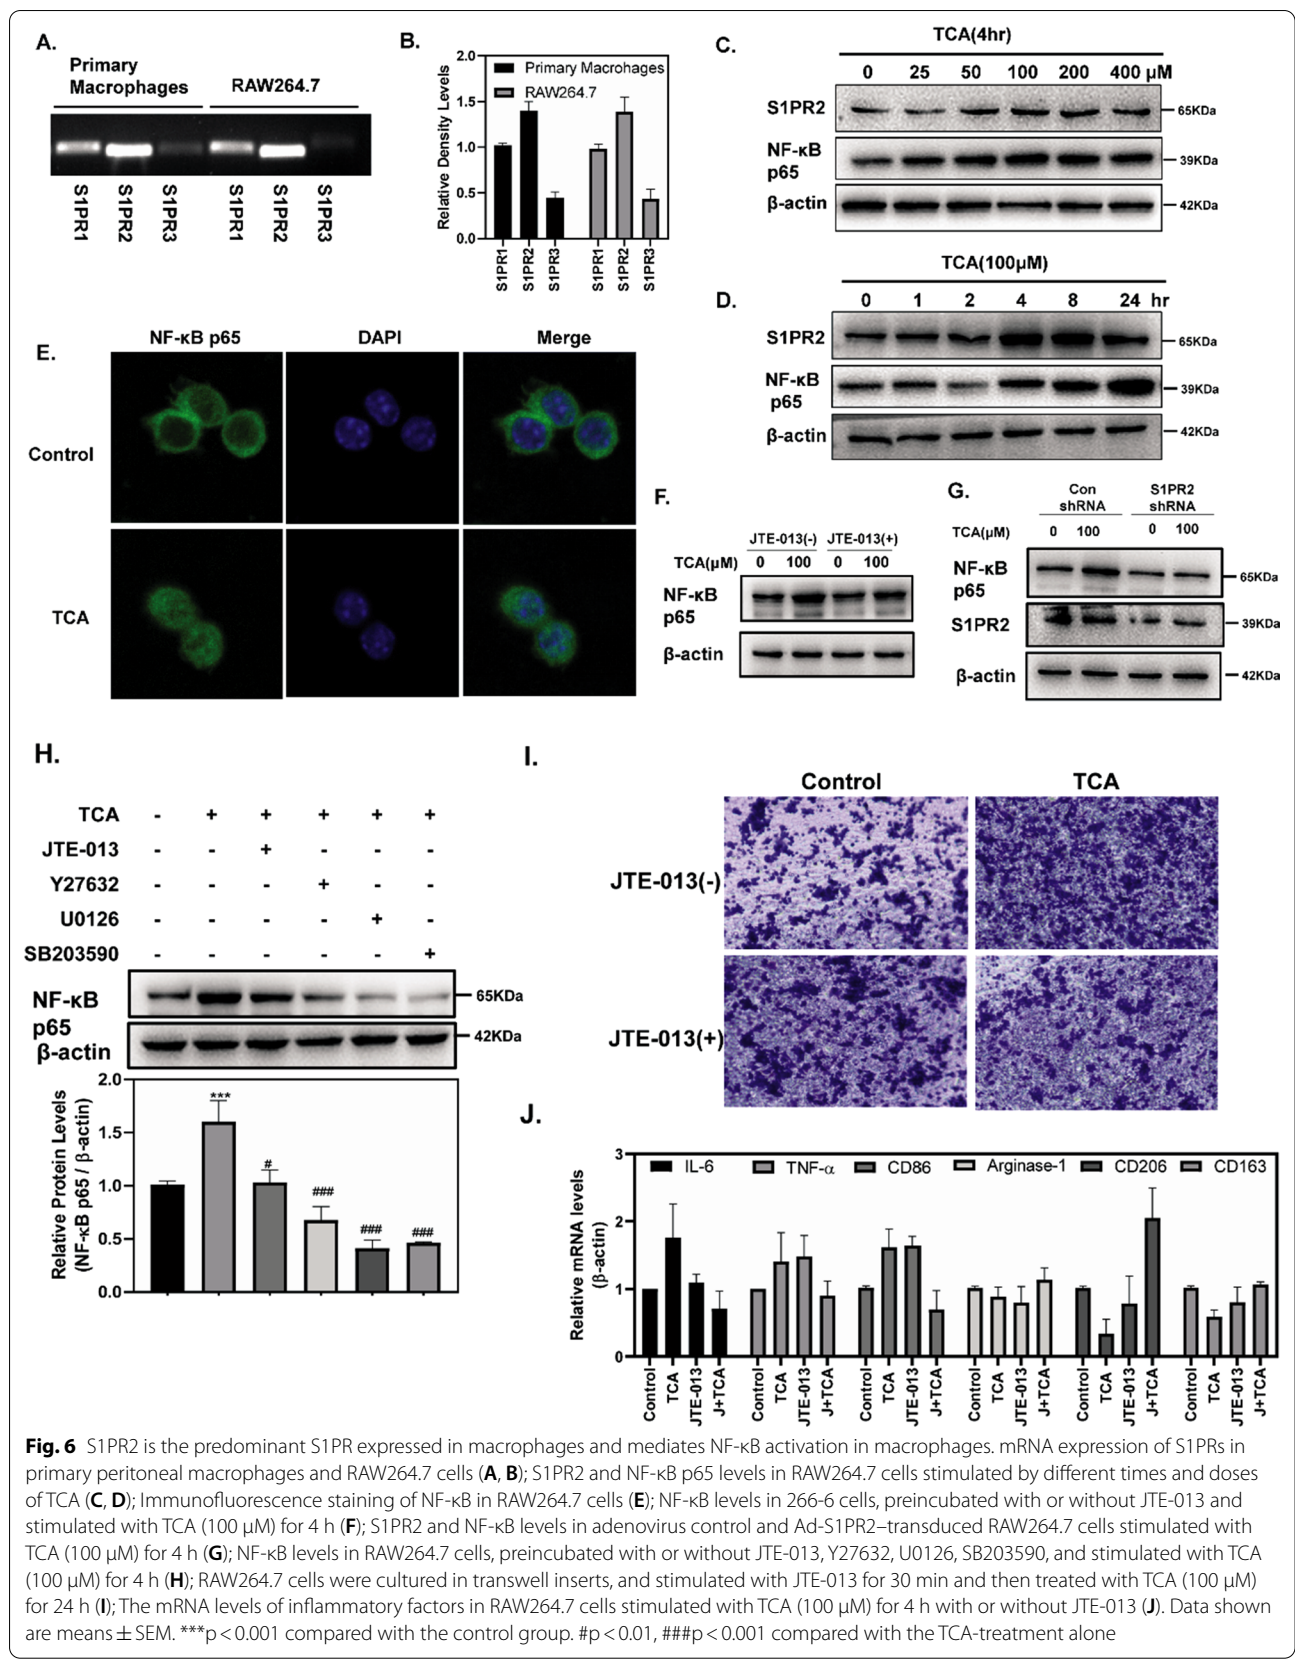 A.
Primary
Macrophages
RAW264.7
S1PR1
S1PR2
S1PR3
S1PR1
S1PR2
S1PR3
B.
Relative Density Levels
2.0
1.5
1.0
0.5
0.0
Primary Macrohages
RAW264.7
S1PR1
S1PR2
S1PR3
S1PR1
S1PR2
S1PR3
C.
TCA(4hr)
0 25 50 100 200 400 μM
S1PR2
65KDa
NF-κB
p65
39KDa
β-actin
42KDa
D.
TCA(100μM)
0 1 2 4 8 24 hr
S1PR2
65KDa
NF-κB
p65
39KDa
β-actin
42KDa
E.
NF-κB p65 DAPI Merge
Control
TCA
F.
JTE-013(-) JTE-013(+)
TCA(μM) 0 100 0 100
NF-κB
p65
β-actin
G.
Con
shRNA
S1PR2
shRNA
TCA(μM) 0 100 0 100
NF-κB
p65
65KDa
S1PR2
39KDa
β-actin
42KDa
H.
TCA - + + + + +
JTE-013 - - + - - -
Y27632 - - - + - -
U0126 - - - - + -
SB203590 - - - - - +
NF-κB
p65
65KDa
β-actin
42KDa
Relative Protein Levels
(NF-κB p65 / β-actin)
2.0
1.5
1.0
0.5
0.0
***
#
###
###
###
I.
Control TCA
JTE-013(-)
JTE-013(+)
J.
Relative mRNA levels
(β-actin)
3
2
1
0
IL-6 TNF-α CD86 Arginase-1 CD206 CD163
Control
TCA
JTE-013
J+TCA
Control
TCA
JTE-013
J+TCA
Control
TCA
JTE-013
J+TCA
Control
TCA
JTE-013
J+TCA
Control
TCA
JTE-013
J+TCA
Control
TCA
JTE-013
J+TCA
Fig. 6 S1PR2 is the predominant S1PR expressed in macrophages and mediates NF-κB activation in macrophages. mRNA expression of S1PRs in
primary peritoneal macrophages and RAW264.7 cells (A, B); S1PR2 and NF-κB p65 levels in RAW264.7 cells stimulated by different times and doses
of TCA (C, D); Immunofluorescence staining of NF-κB in RAW264.7 cells (E); NF-κB levels in 266-6 cells, preincubated with or without JTE-013 and
stimulated with TCA (100 μM) for 4 h (F); S1PR2 and NF-κB levels in adenovirus control and Ad-S1PR2–transduced RAW264.7 cells stimulated with
TCA (100 μM) for 4 h (G); NF-κB levels in RAW264.7 cells, preincubated with or without JTE-013, Y27632, U0126, SB203590, and stimulated with TCA
(100 μM) for 4 h (H); RAW264.7 cells were cultured in transwell inserts, and stimulated with JTE-013 for 30 min and then treated with TCA (100 μM)
for 24 h (I); The mRNA levels of inflammatory factors in RAW264.7 cells stimulated with TCA (100 μM) for 4 h with or without JTE-013 (J). Data shown
are means ± SEM. ***p < 0.001 compared with the control group. #p < 0.01, ###p < 0.001 compared with the TCA-treatment alone